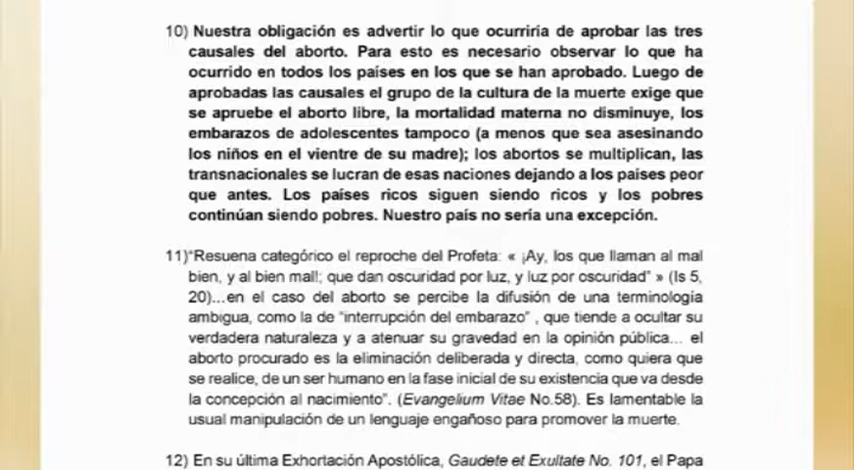 10) Nuestra obligación es advertir lo que ocurriría de aprobar las tres
causales del aborto. Para esto es necesario observar lo que ha
ocurrido en todos los países en los que se han aprobado. Luego de
aprobadas las causales el grupo de la cultura de la muerte exige que
se apruebe el aborto libre, la mortalidad materna no disminuye, los
embarazos de adolescentes tampoco (a menos que sea asesinando
los niños en el vientre de su madre); los abortos se multiplican, las
transnacionales se lucran de esas naciones dejando a los países peor
que antes. Los países ricos siguen siendo ricos y los pobres
continúan siendo pobres. Nuestro país no sería una excepción.
11)“Resuena categórico el reproche del Profeta: « ¡Ay, los que llaman al mal
bien, y al bien mal!; que dan oscuridad por luz, y luz por oscuridad” » (Is 5,
20)...en el caso del aborto se percibe la difusión de una terminología
ambigua, como la de “interrupción del embarazo” , que tiende a ocultar su
verdadera naturaleza y a atenuar su gravedad en la opinión pública... el
aborto procurado es la eliminación deliberada y directa, como quiera que
se realice, de un ser humano en la fase inicial de su existencia que va desde
la concepción al nacimiento”. (Evangelium Vitae No.58). Es lamentable la
usual manipulación de un lenguaje engañoso para promover la muerte.
12) En su última Exhortación Apostólica, Gaudete et Exultate No. 101, el Papa